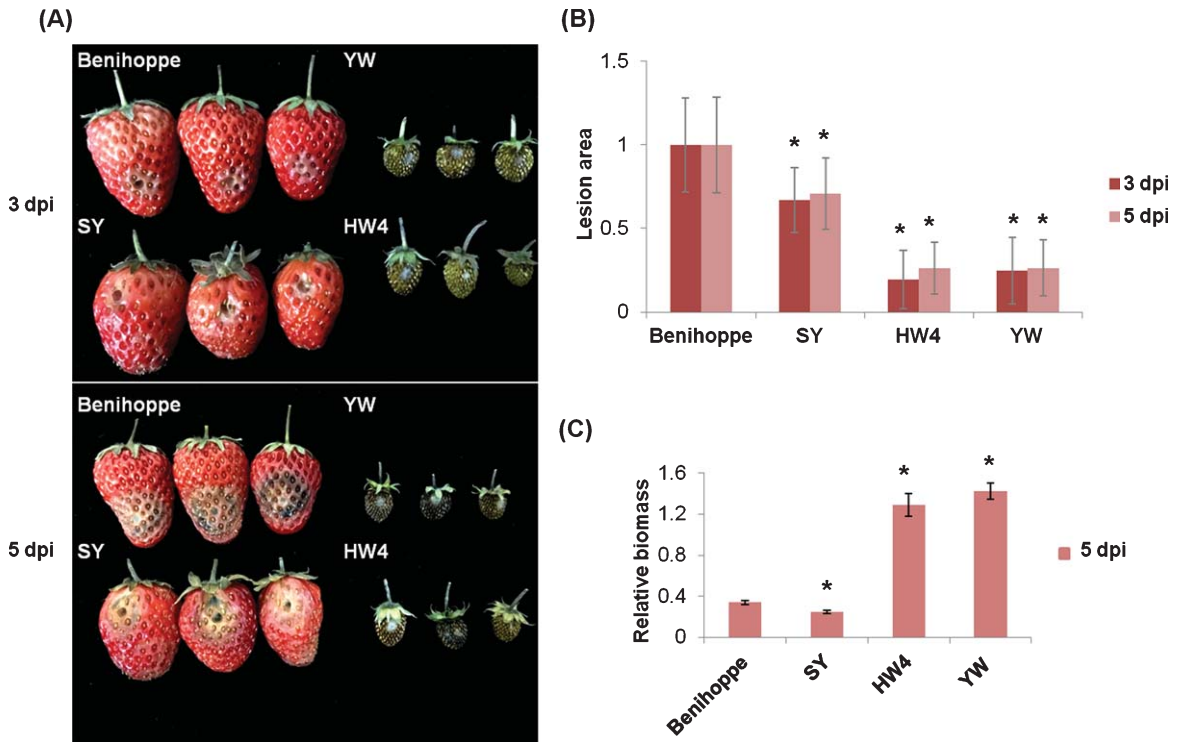 (A)
Benihoppe
YW
3 dpi
SY
HW4
Benihoppe
YW
5 dpi
SY
HW4
(B)
Lesion area
1.5
1
0.5
0
* *
* *
* *
Benihoppe SY HW4 YW
3 dpi
5 dpi
(C)
Relative biomass
1.6
1.2
0.8
0.4
0
*
*
*
Benihoppe
SY
HW4
YW
5 dpi